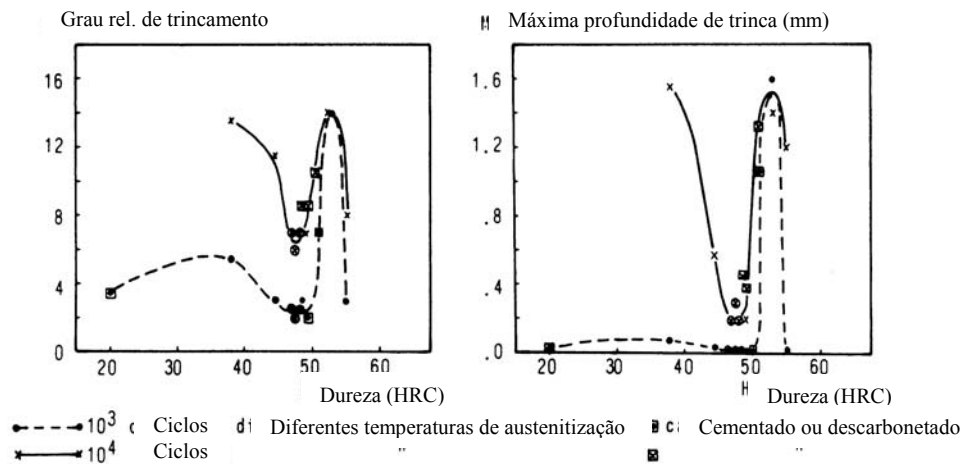 Grau rel. de trincamento
16
12
8
4
0
20 30 40 50 60
Dureza (HRC)
Máxima profundidade de trinca (mm)
1.6
1.2
.8
.4
.0
20 30 40 50 60
Dureza (HRC)
10³ Ciclos Diferentes temperaturas de austenitização Cementado ou descarbonetado
10⁴ Ciclos " "